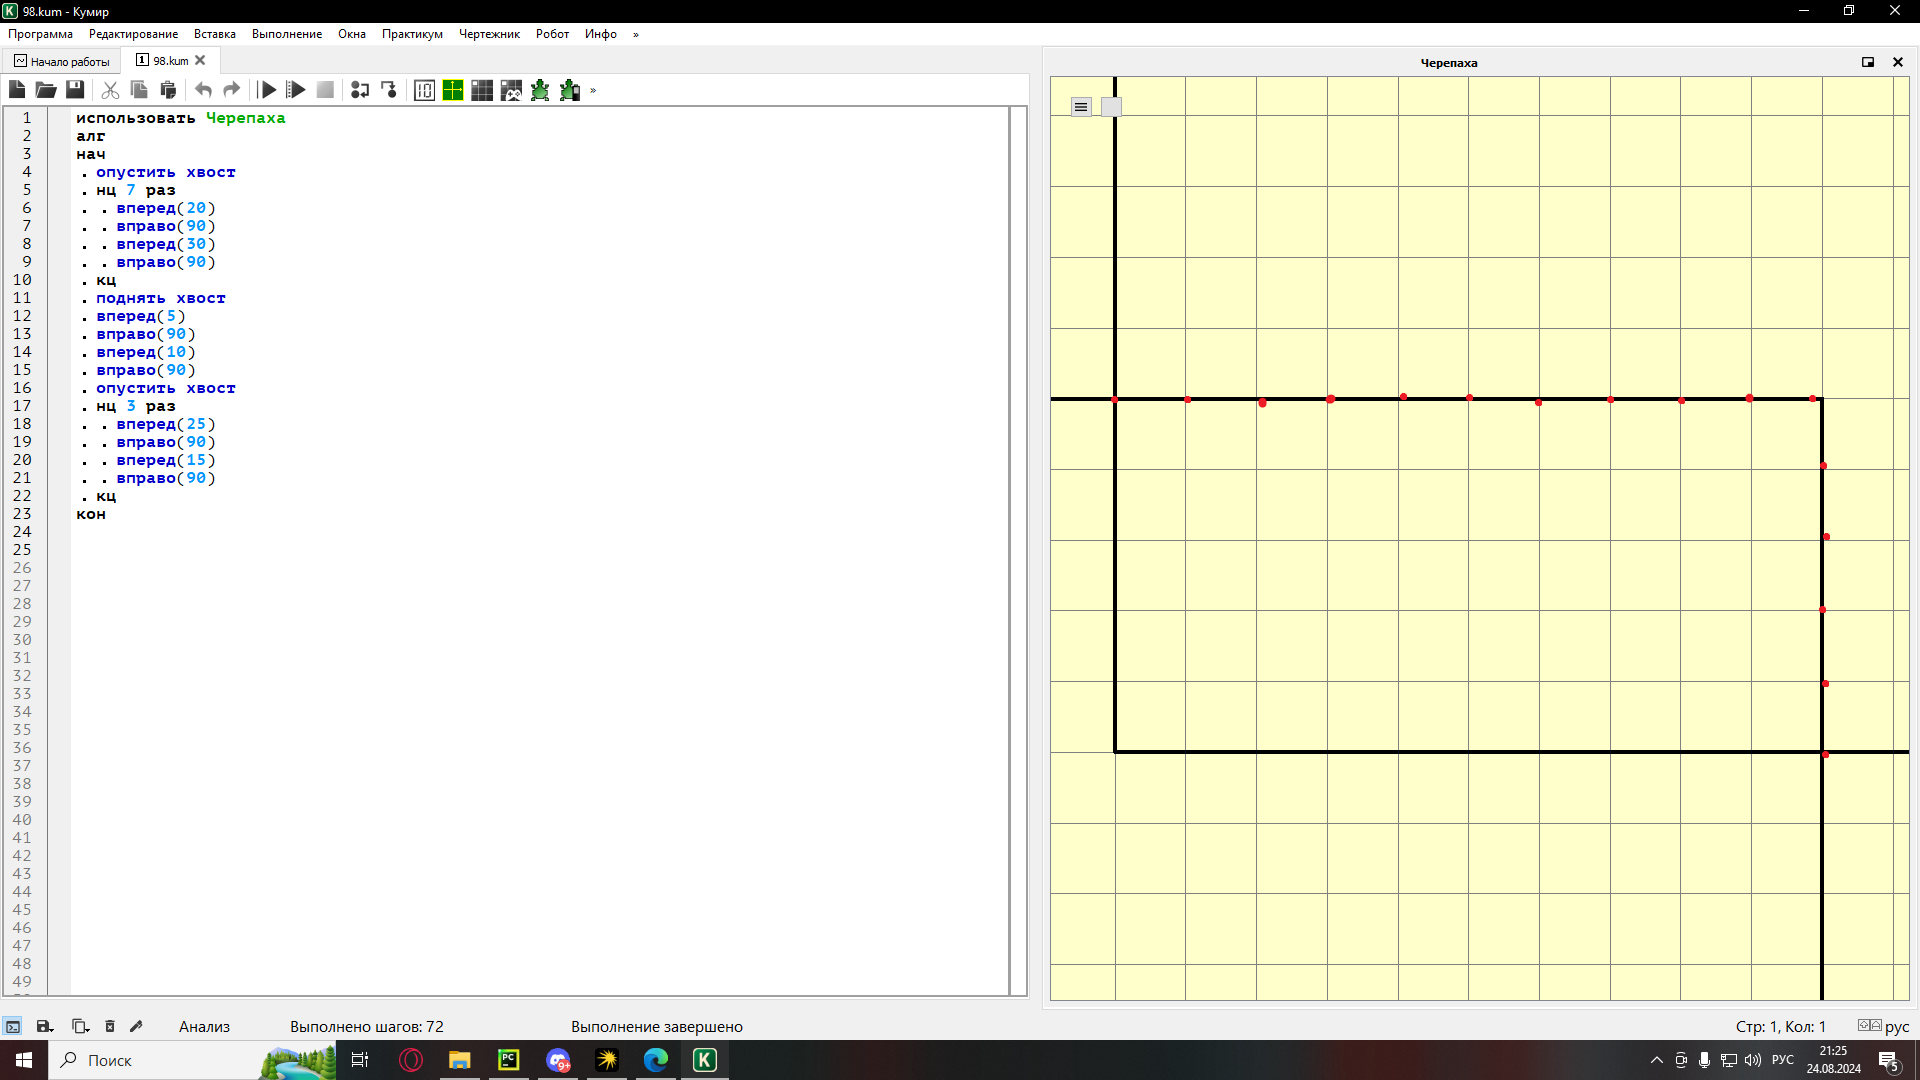 98.kum - Кумир
Программа Редактирование Вставка Выполнение Окна Практикум Чертежник Робот Инфо »
Начало работы 1 98.kum
Черепаха
»
1 использовать Черепаха
2 алг
3 нач
4 . опустить хвост
5 . нц 7 раз
6 . . вперед(20)
7 . . вправо(90)
8 . . вперед(30)
9 . . вправо(90)
10 . кц
11 . поднять хвост
12 . вперед(5)
13 . вправо(90)
14 . вперед(10)
15 . вправо(90)
16 . опустить хвост
17 . нц 3 раз
18 . . вперед(25)
19 . . вправо(90)
20 . . вперед(15)
21 . . вправо(90)
22 . кц
23 кон
24
25
26
27
28
29
30
31
32
33
34
35
36
37
38
39
40
41
42
43
44
45
46
47
48
49
Анализ Выполнено шагов: 72 Выполнение завершено Стр: 1, Кол: 1 рус
Поиск PC 9+ K РУС 21:25
24.08.2024 5